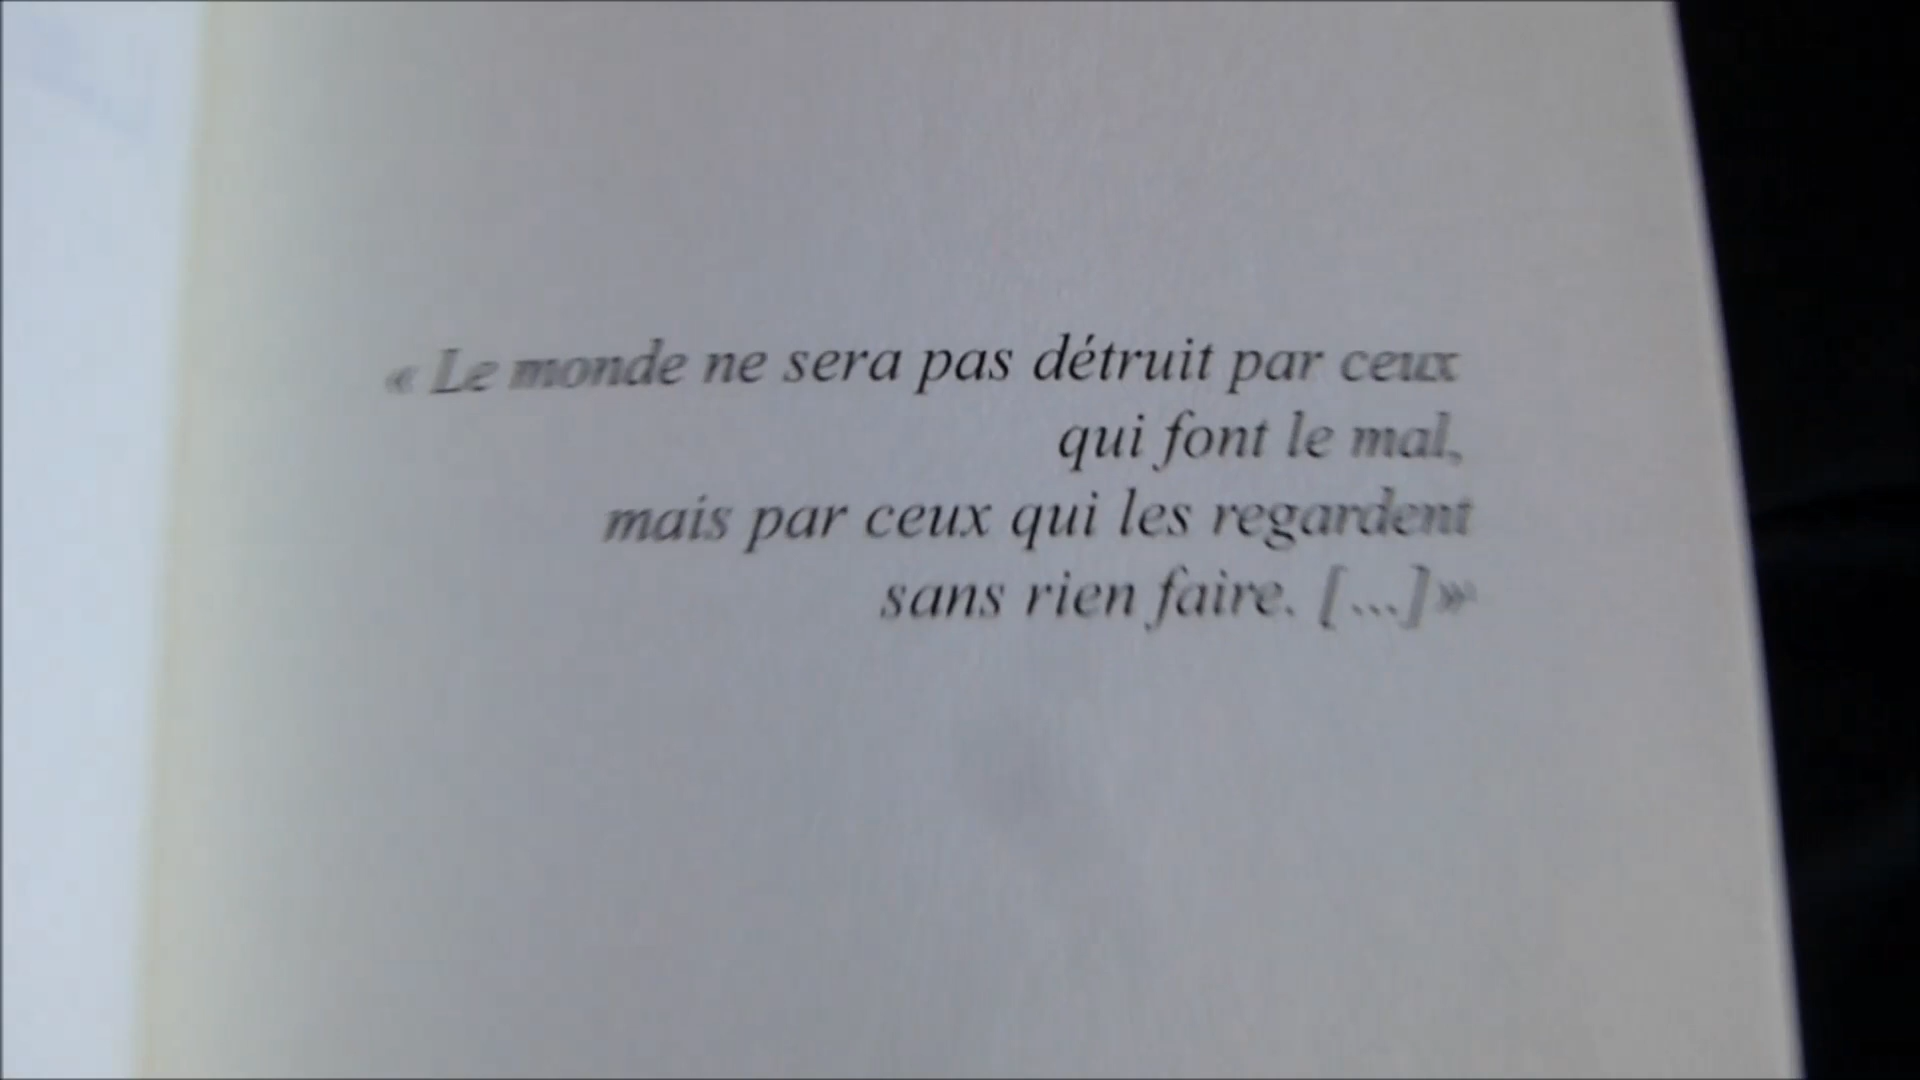 « Le monde ne sera pas détruit par ceux
qui font le mal,
mais par ceux qui les regardent
sans rien faire. [...]»